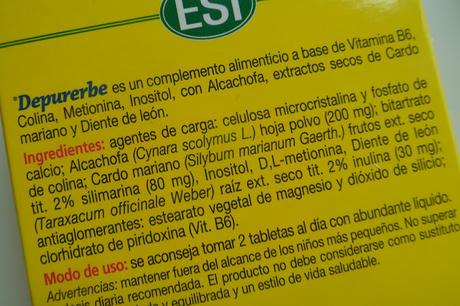 ESI
*Depurerbe es un complemento alimenticio a base de Vitamina B6,
Colina, Metionina, Inositol, con Alcachofa, extractos secos de Cardo
mariano y Diente de león.
Ingredientes: agentes de carga: celulosa microcristalina y fosfato de
calcio; Alcachofa (Cynara scolymus L.) hoja polvo (200 mg); bitartrato
de colina; Cardo mariano (Silybum marianum Gaerth.) frutos ext. seco
tit. 2% silimarina (80 mg), Inositol, D,L-metionina, Diente de león
(Taraxacum officinale Weber) raíz ext. seco tit. 2% inulina (30 mg);
antiaglomerantes: estearato vegetal de magnesio y dióxido de silicio;
clorhidrato de piridoxina (Vit. B6).
Modo de uso: se aconseja tomar 2 tabletas al día con abundante líquido.
Advertencias: mantener fuera del alcance de los niños más pequeños. No superar
diaria recomendada. El producto no debe considerarse como sustituto
equilibrada y un estilo de vida saludable.